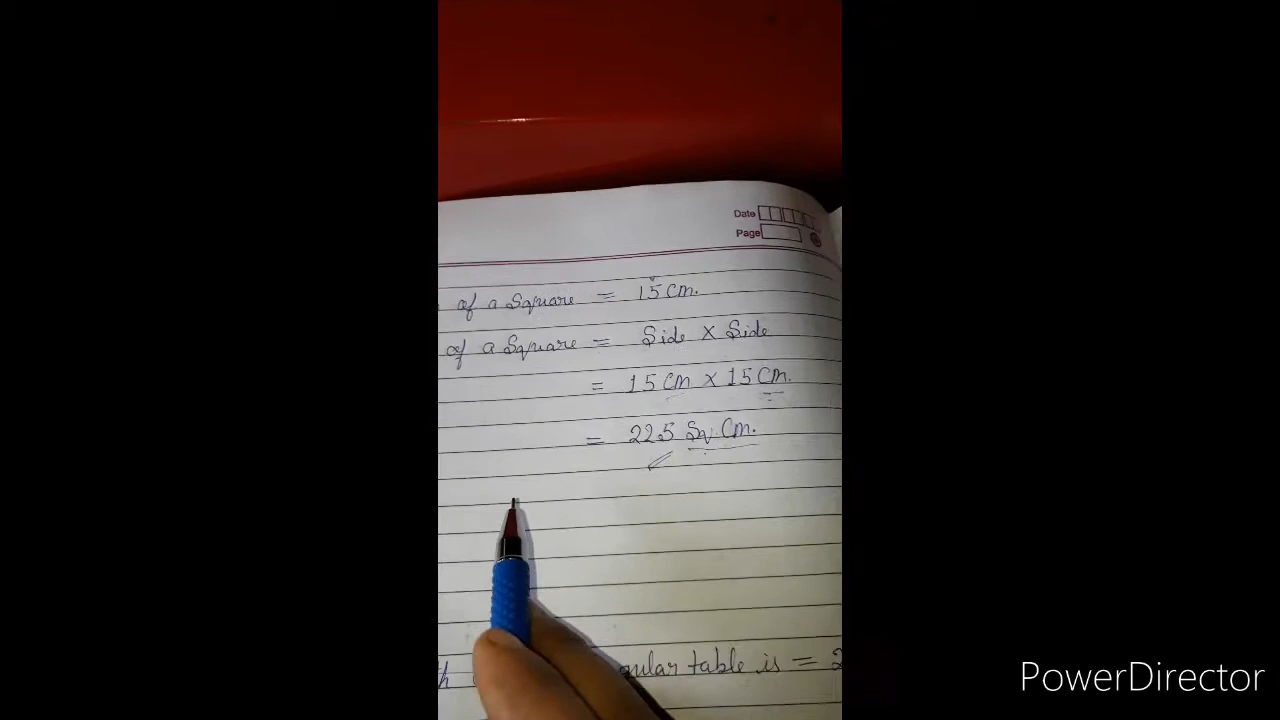 Date
Page
of a Square = 15 Cm.
of a Square = Side × Side
= 15 Cm × 15 Cm.
= 225 Sq Cm.
gular table is = 2
PowerDirector